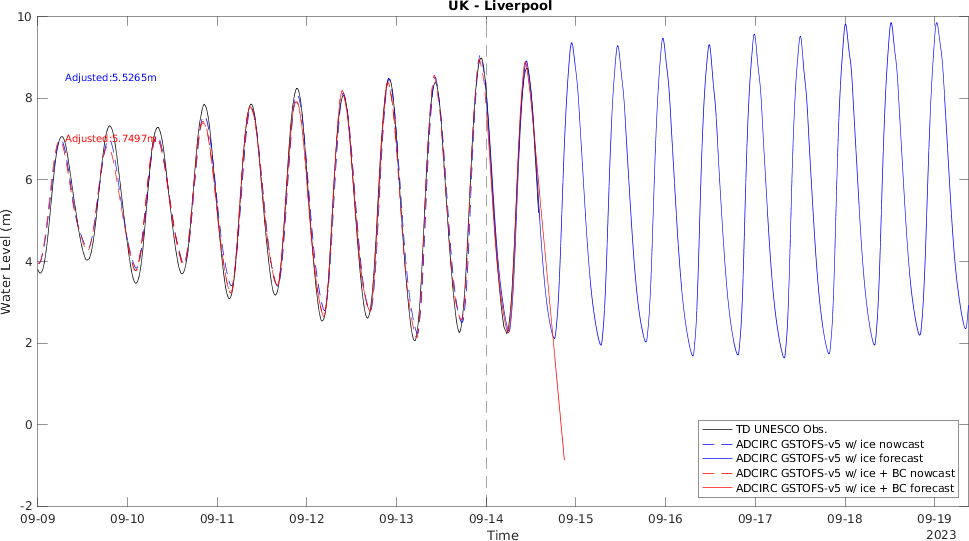 UK - Liverpool
10
8
6
4
2
0
-2
Water Level (m)
Adjusted:5.5265m
Adjusted:5.7497m
TD UNESCO Obs.
ADCIRC GSTOFS-v5 w/ ice nowcast
ADCIRC GSTOFS-v5 w/ ice forecast
ADCIRC GSTOFS-v5 w/ ice + BC nowcast
ADCIRC GSTOFS-v5 w/ ice + BC forecast
09-09 09-10 09-11 09-12 09-13 09-14 09-15 09-16 09-17 09-18 09-19
Time
2023